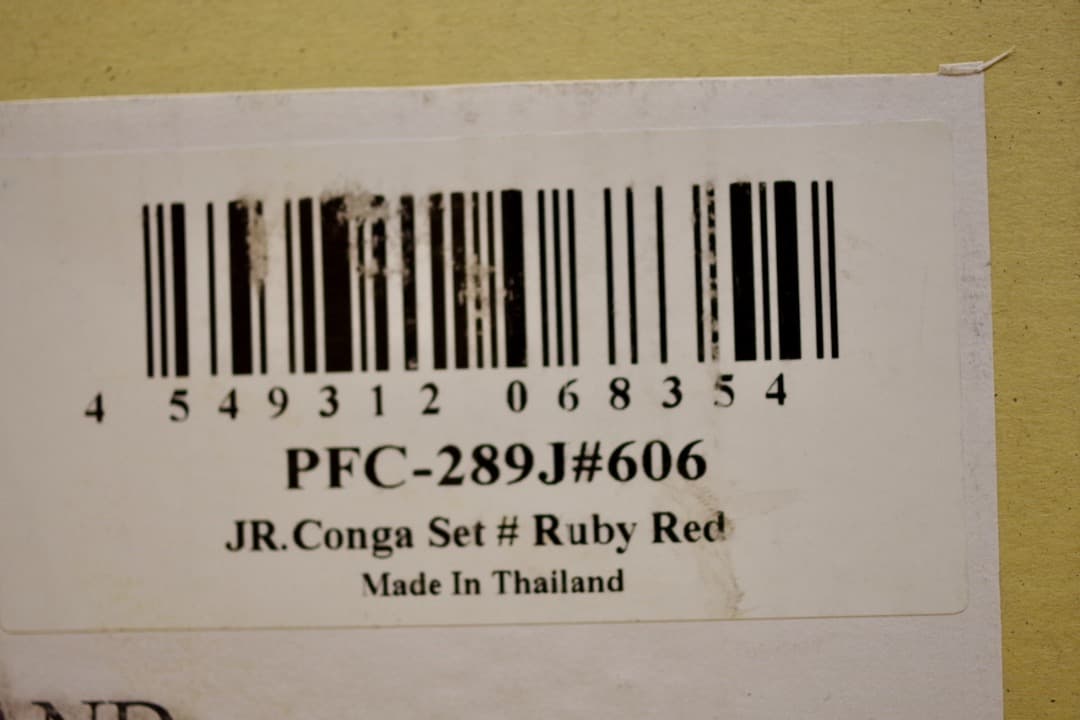 4 549312 068354
PFC-289J#606
JR.Conga Set # Ruby Red
Made In Thailand